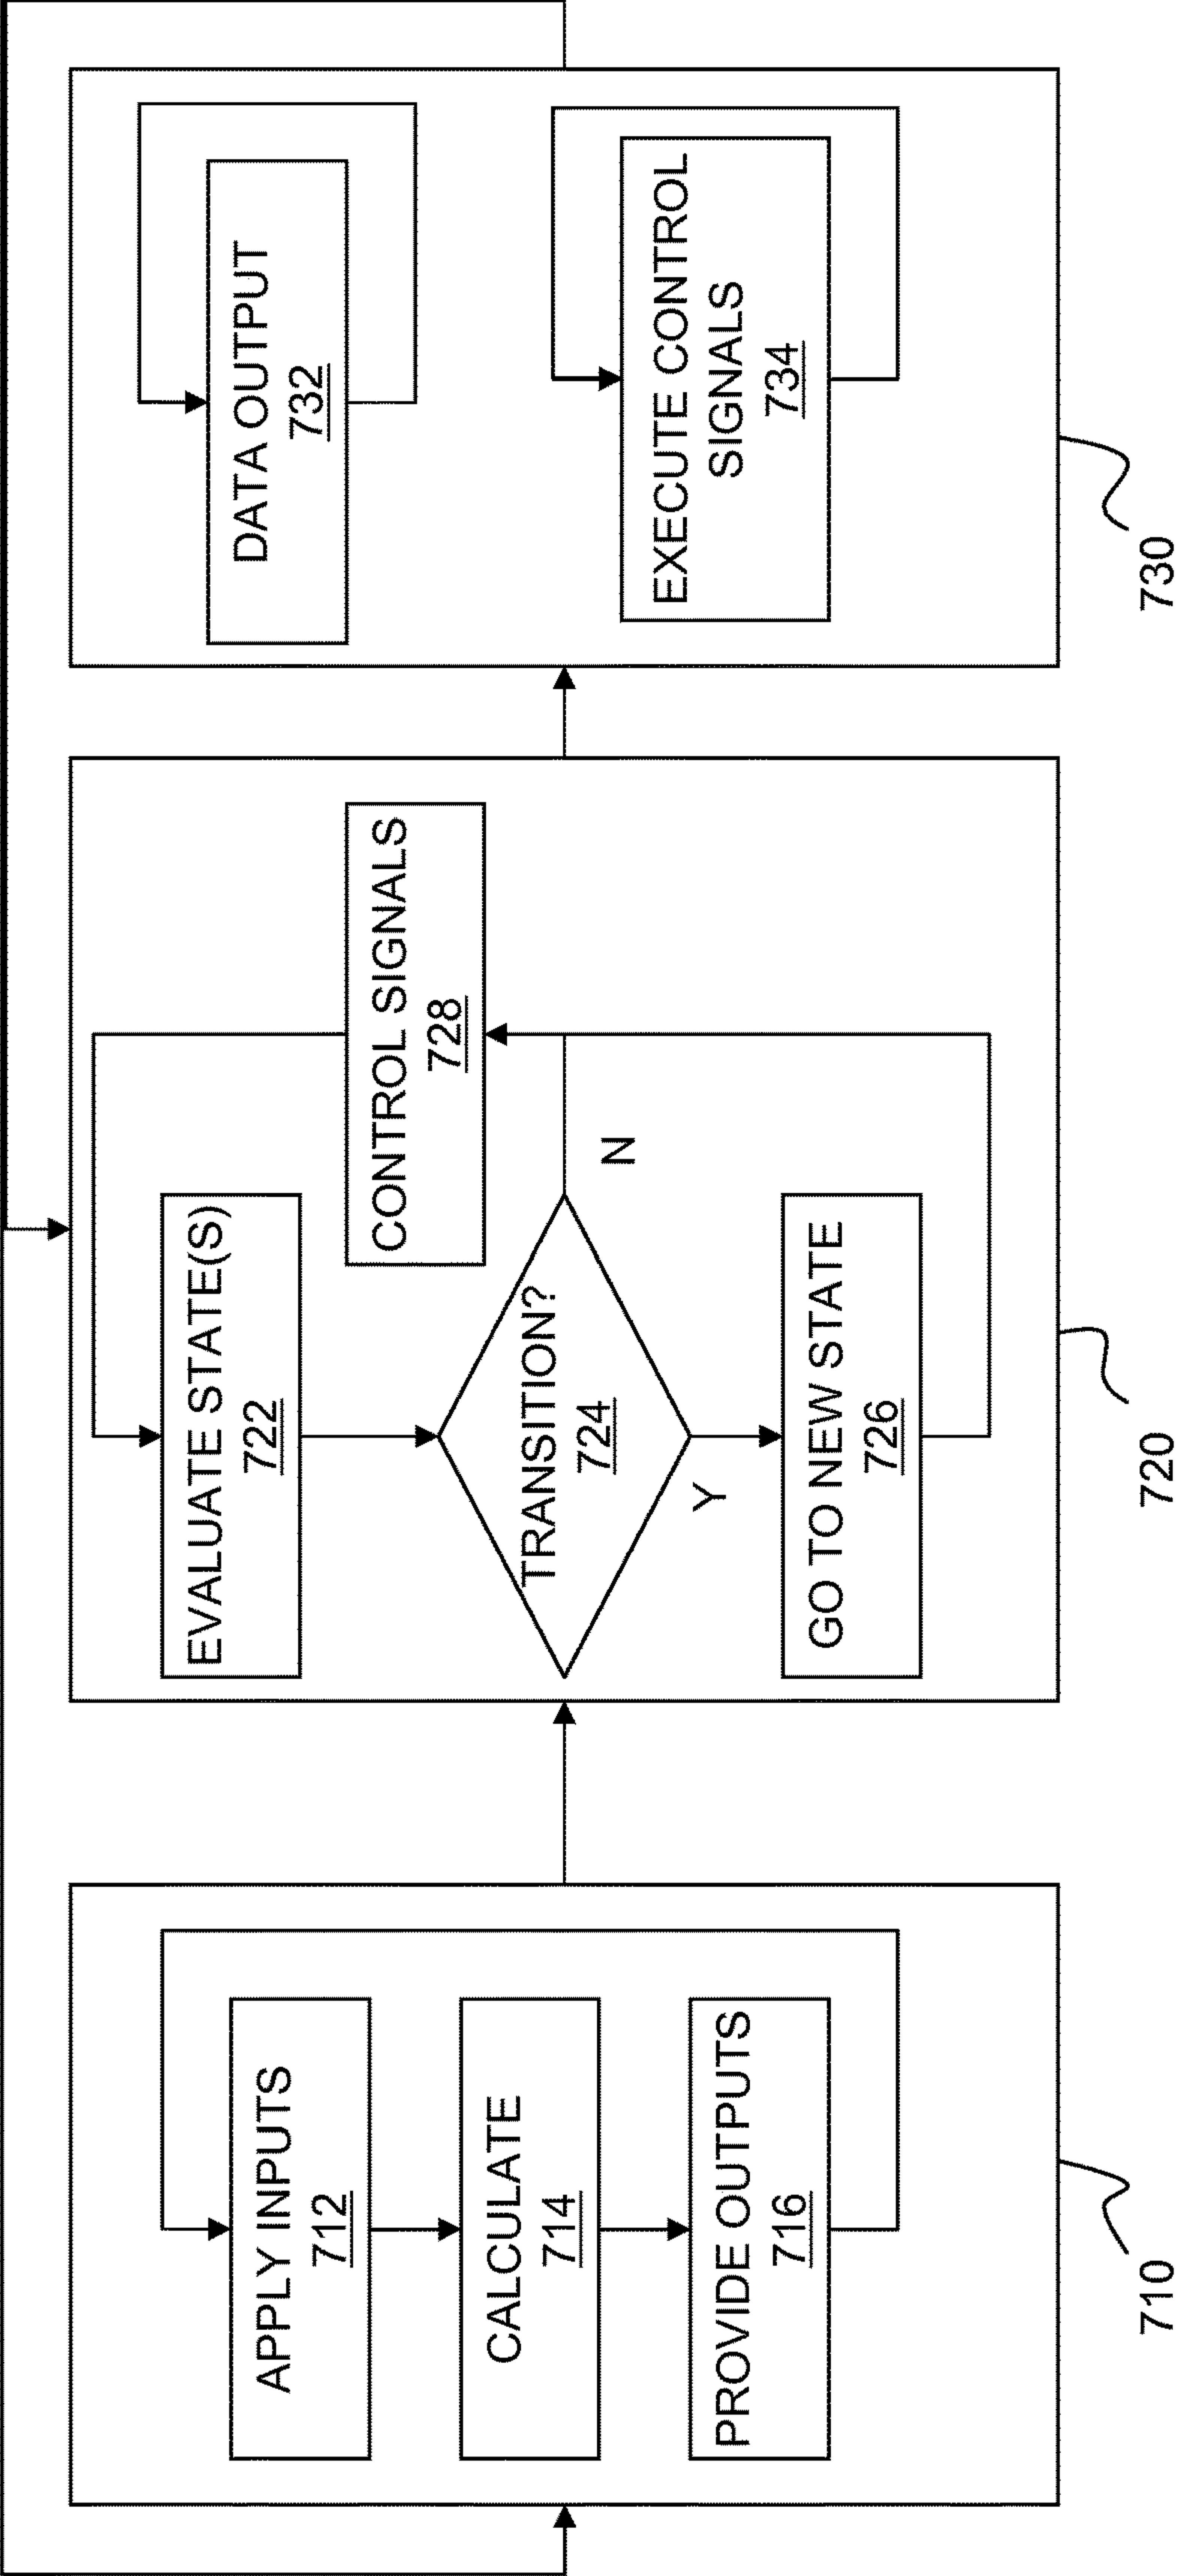 APPLY INPUTS
712
CALCULATE
714
PROVIDE OUTPUTS
716
710
EVALUATE STATE(S)
722
TRANSITION?
724
Y
N
GO TO NEW STATE
726
CONTROL SIGNALS
728
720
DATA OUTPUT
732
EXECUTE CONTROL
SIGNALS
734
730